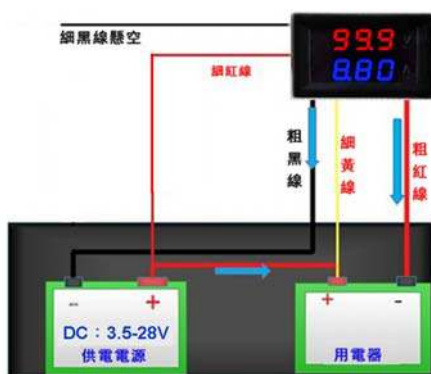 細黑線懸空
99.9 V
8.80 A
細紅線
粗黑線
細黃線
粗紅線
- +
DC：3.5-28V
供電電源
+ -
用電器